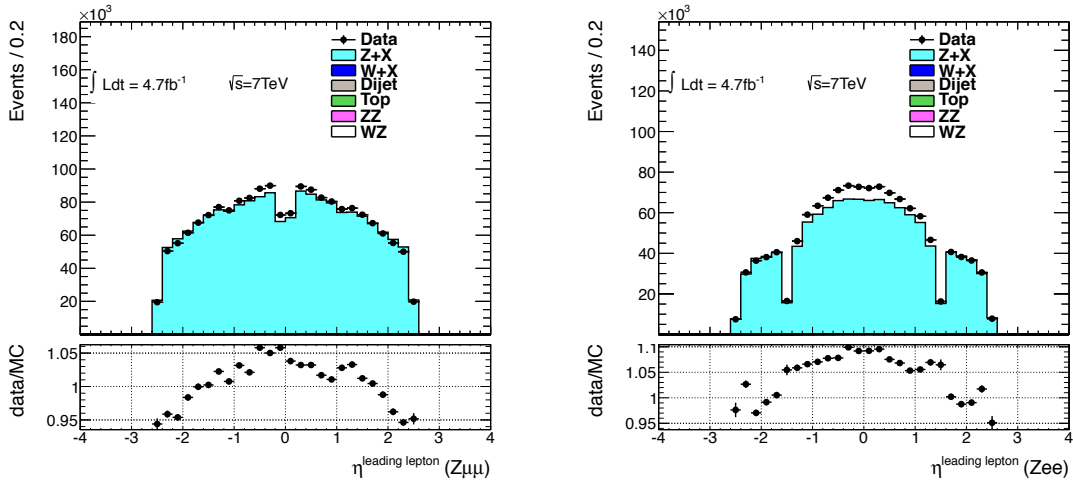 ×10³
Events / 0.2
180
160
140
120
100
80
60
40
20
∫ Ldt = 4.7fb⁻¹ √s=7TeV
Data
Z+X
W+X
Dijet
Top
ZZ
WZ
data/MC
1.05
1
0.95
-4 -3 -2 -1 0 1 2 3 4
η^leading lepton (Zμμ)
×10³
Events / 0.2
140
120
100
80
60
40
20
∫ Ldt = 4.7fb⁻¹ √s=7TeV
Data
Z+X
W+X
Dijet
Top
ZZ
WZ
data/MC
1.1
1.05
1
0.95
-4 -3 -2 -1 0 1 2 3 4
η^leading lepton (Zee)